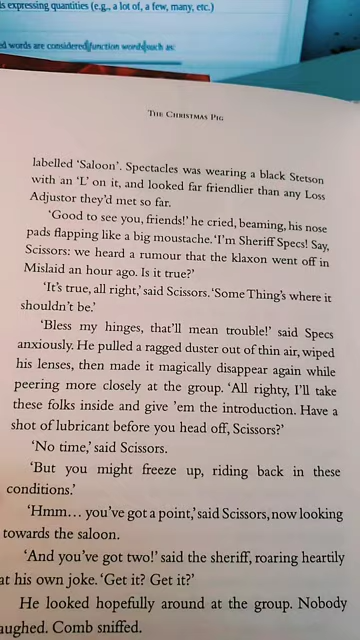 s expressing quantities (e.g., a lot of, a few, many, etc.)
ed words are considered function words such as:
THE CHRISTMAS PIG
labelled ‘Saloon’. Spectacles was wearing a black Stetson
with an ‘L’ on it, and looked far friendlier than any Loss
Adjustor they’d met so far.
‘Good to see you, friends!’ he cried, beaming, his nose
pads flapping like a big moustache. ‘I’m Sheriff Specs! Say,
Scissors: we heard a rumour that the klaxon went off in
Mislaid an hour ago. Is it true?’
‘It’s true, all right,’ said Scissors. ‘Some Thing’s where it
shouldn’t be.’
‘Bless my hinges, that’ll mean trouble!’ said Specs
anxiously. He pulled a ragged duster out of thin air, wiped
his lenses, then made it magically disappear again while
peering more closely at the group. ‘All righty, I’ll take
these folks inside and give ’em the introduction. Have a
shot of lubricant before you head off, Scissors?’
‘No time,’ said Scissors.
‘But you might freeze up, riding back in these
conditions.’
‘Hmm… you’ve got a point,’ said Scissors, now looking
towards the saloon.
‘And you’ve got two!’ said the sheriff, roaring heartily
at his own joke. ‘Get it? Get it?’
He looked hopefully around at the group. Nobody
aughed. Comb sniffed.